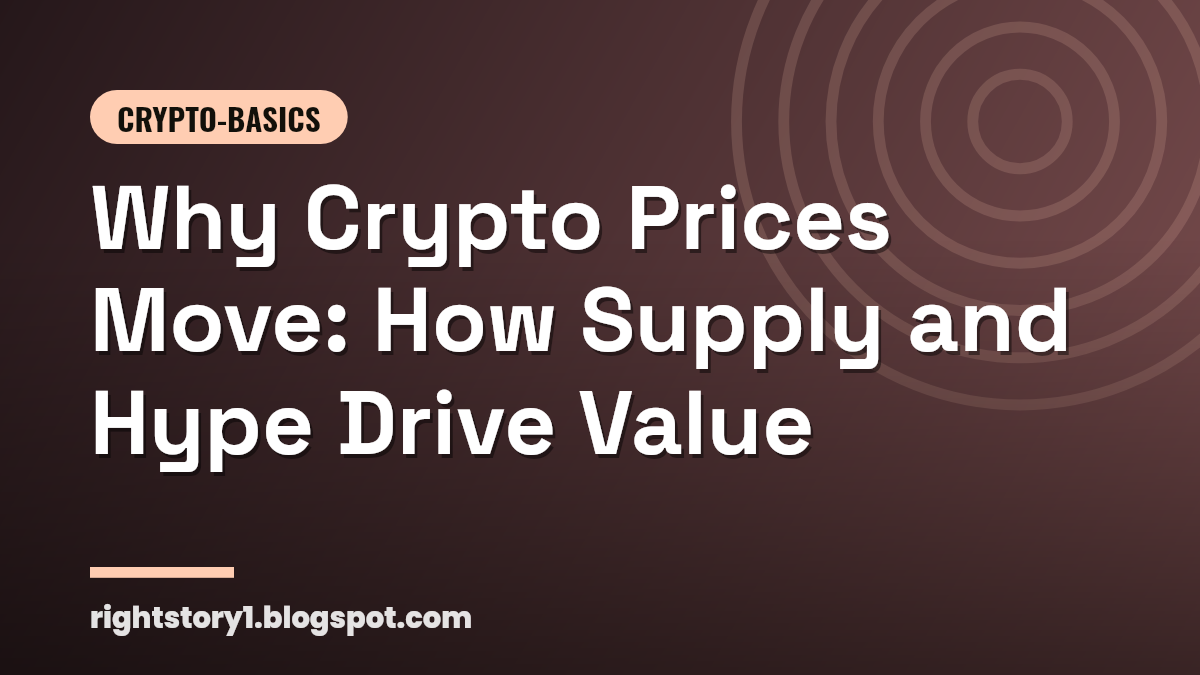 CRYPTO-BASICS
Why Crypto Prices
Move: How Supply and
Hype Drive Value
rightstory1.blogspot.com